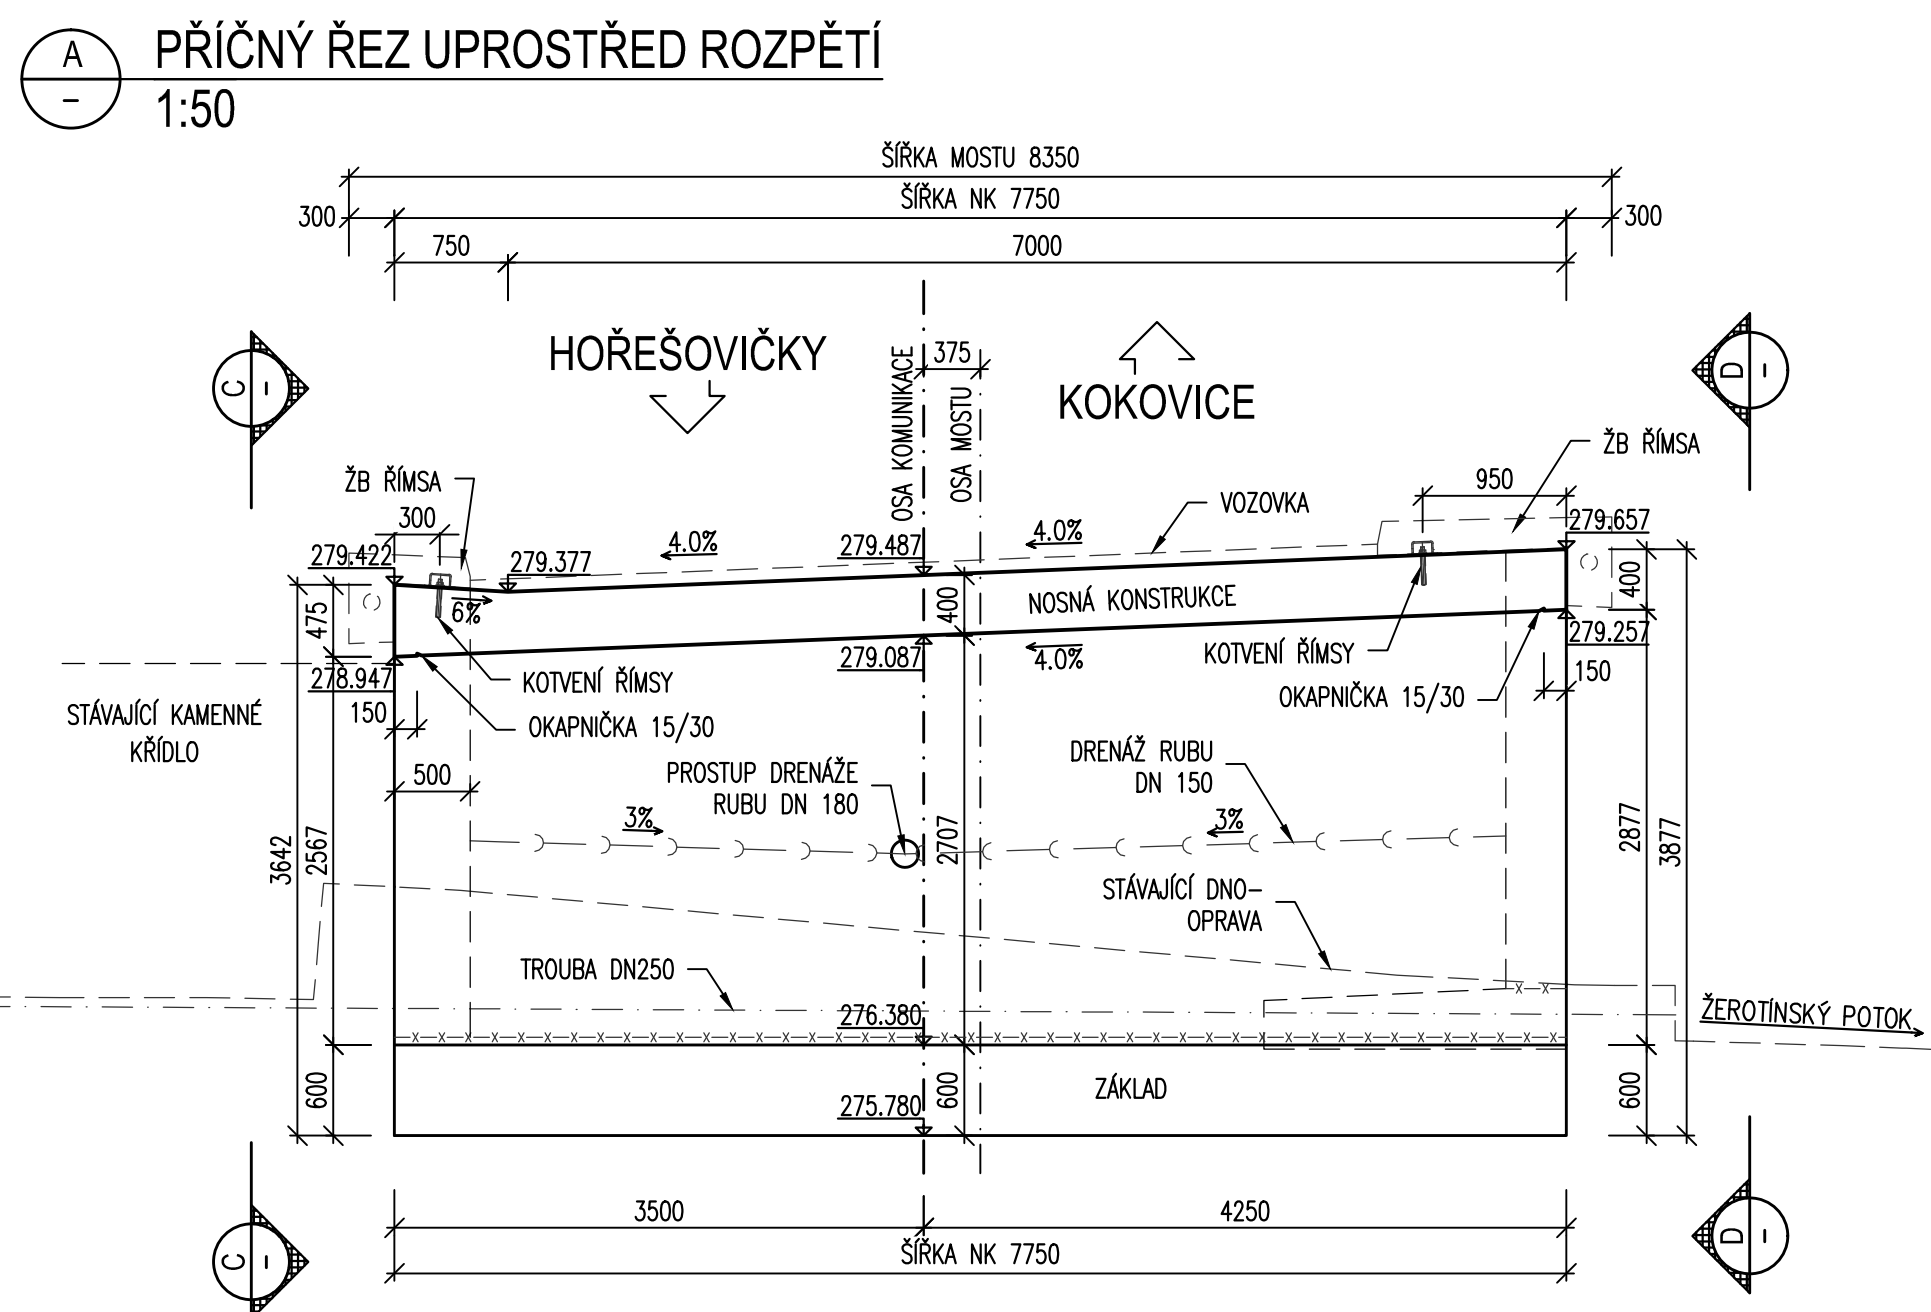 A
PŘÍČNÝ ŘEZ UPROSTŘED ROZPĚTÍ
–
1:50
ŠÍŘKA MOSTU 8350
300
ŠÍŘKA NK 7750
300
750
7000
HOŘEŠOVIČKY
OSA KOMUNIKACE
375
OSA MOSTU
KOKOVICE
C
–
D
–
ŽB ŘÍMSA
ŽB ŘÍMSA
950
300
VOZOVKA
279.422
279.377
4.0%
279.487
4.0%
279.657
475
6%
400
NOSNÁ KONSTRUKCE
400
278.947
KOTVENÍ ŘÍMSY
279.087
4.0%
KOTVENÍ ŘÍMSY
279.257
150
OKAPNIČKA 15/30
OKAPNIČKA 15/30
150
STÁVAJÍCÍ KAMENNÉ
KŘÍDLO
500
PROSTUP DRENÁŽE
RUBU DN 180
DRENÁŽ RUBU
DN 150
3%
3%
3642
2567
2707
2877
3877
STÁVAJÍCÍ DNO–
OPRAVA
TROUBA DN250
276.380
ŽEROTÍNSKÝ POTOK
600
275.780
600
ZÁKLAD
600
3500
4250
ŠÍŘKA NK 7750
C
–
D
–